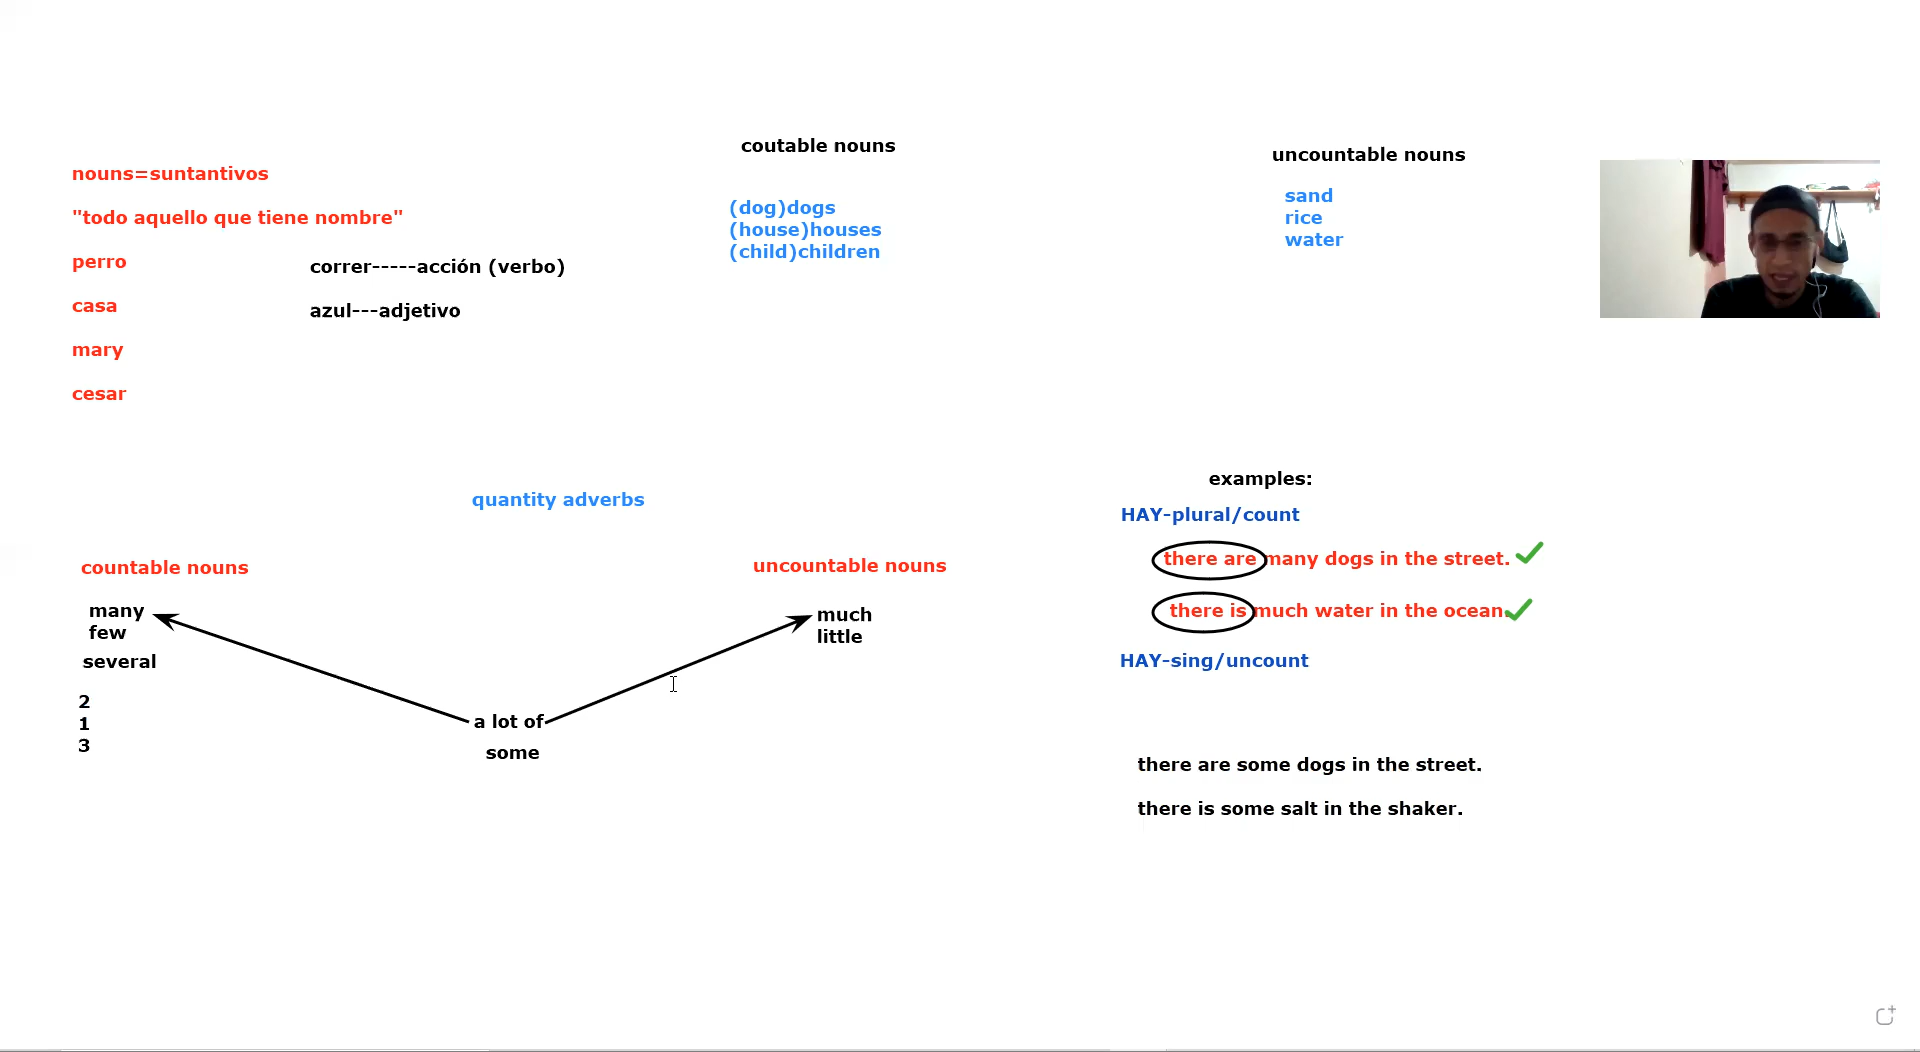 nouns=suntantivos
"todo aquello que tiene nombre"
perro
casa
mary
cesar
correr-----acción (verbo)
azul---adjetivo
coutable nouns
(dog)dogs
(house)houses
(child)children
uncountable nouns
sand
rice
water
quantity adverbs
countable nouns
many
few
several
2
1
3
a lot of
some
uncountable nouns
much
little
examples:
HAY-plural/count
there are many dogs in the street.
there is much water in the ocean.
HAY-sing/uncount
there are some dogs in the street.
there is some salt in the shaker.